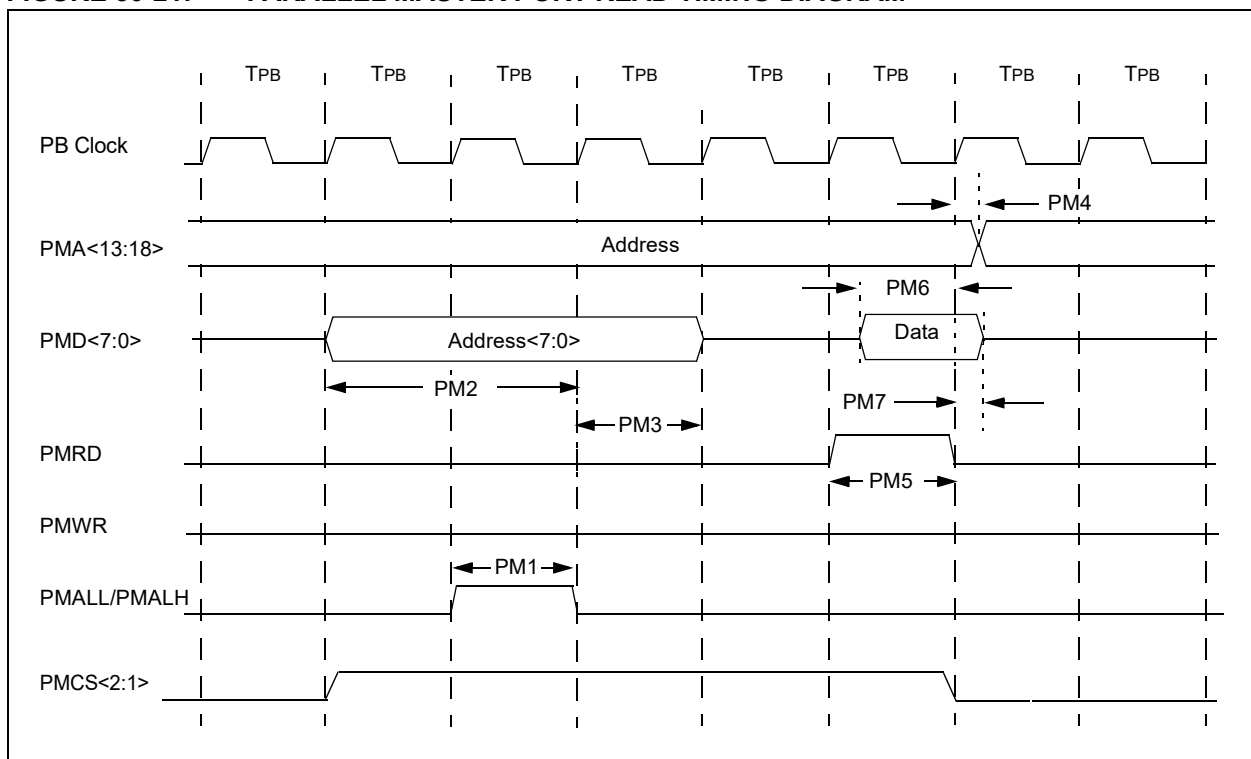 TPB TPB TPB TPB TPB TPB TPB TPB
PB Clock
PM4
PMA<13:18>
Address
PM6
PMD<7:0>
Address<7:0>
Data
PM2
PM7
PM3
PMRD
PM5
PMWR
PM1
PMALL/PMALH
PMCS<2:1>